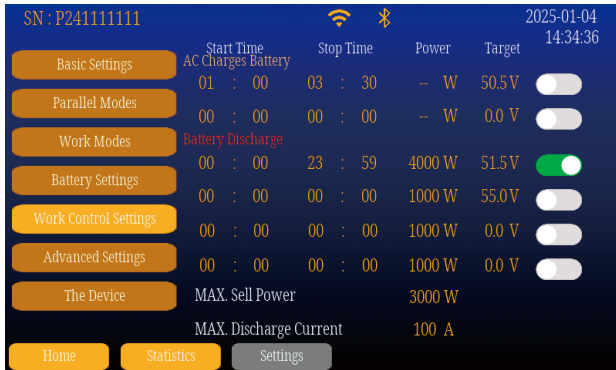 SN : P241111111
2025-01-04
14:34:36
Start Time Stop Time Power Target
Basic Settings
AC Charges Battery
01 : 00 03 : 30 -- W 50.5 V
Parallel Modes
00 : 00 00 : 00 -- W 0.0 V
Work Modes
Battery Discharge
00 : 00 23 : 59 4000 W 51.5 V
Battery Settings
00 : 00 00 : 00 1000 W 55.0 V
Work Control Settings
00 : 00 00 : 00 1000 W 0.0 V
Advanced Settings
00 : 00 00 : 00 1000 W 0.0 V
The Device
MAX. Sell Power 3000 W
MAX. Discharge Current 100 A
Home Statistics Settings